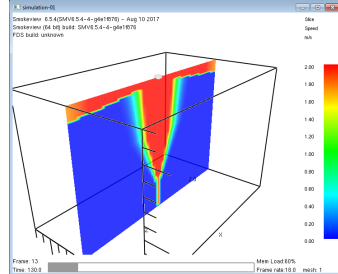 simulation-01
Smokeview 6.5.4(SMV6.5.4-4-g4e1f876) - Aug 10 2017
Smokeview (64 bit) build: SMV6.5.4-4-g4e1f876)
FDS build: unknown
Slice
Speed
m/s
2.00
1.80
1.60
1.40
1.20
1.00
0.80
0.60
0.40
0.20
0.00
X
Frame: 13
Time: 130.0
Mem Load:60%
Frame rate:18.0 mesh: 1